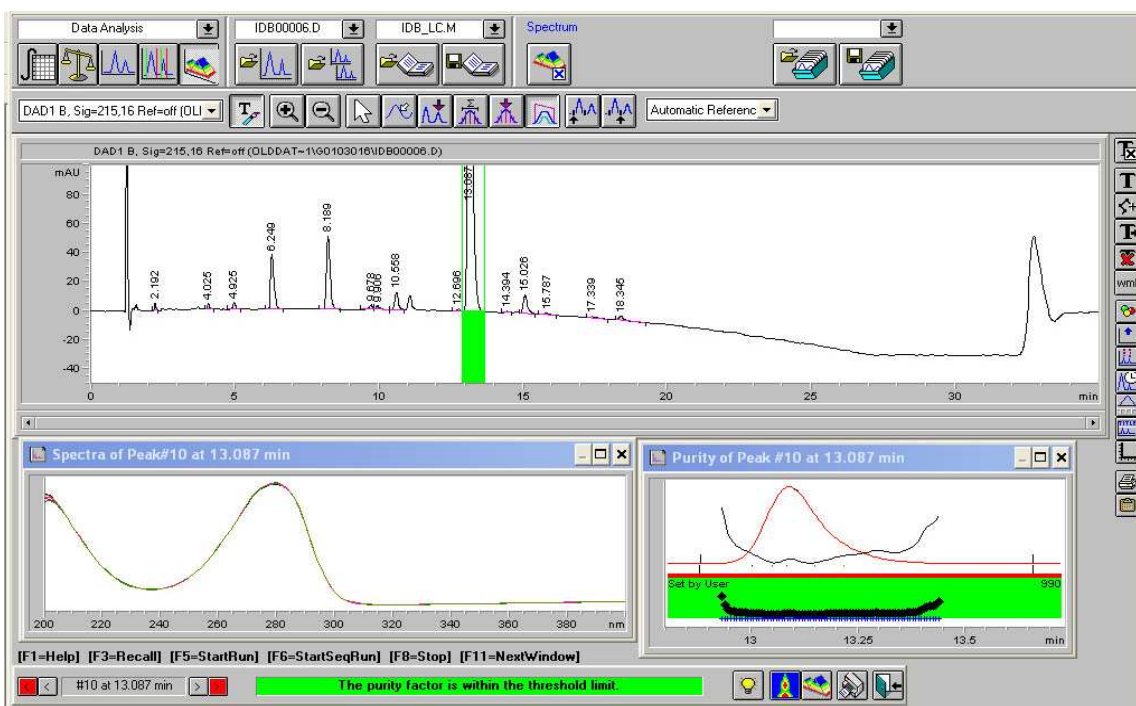 Data Analysis IDB00006.D IDB_LC.M Spectrum
DAD1 B, Sig=215,16 Ref=off (OLI Automatic Referenc
DAD1 B, Sig=215,16 Ref=off (OLDDAT~1\G0103016\IDB00006.D)
mAU
80
60
40
20
0
-20
-40
2.192
4.025
4.925
6.249
8.189
9.678
9.906
10.558
12.696
13.087
14.394
15.026
15.787
17.339
18.346
0 5 10 15 20 25 30 min
Spectra of Peak#10 at 13.087 min
200 220 240 260 280 300 320 340 360 380 nm
Purity of Peak #10 at 13.087 min
Set by User 990
13 13.25 13.5 min
[F1=Help] [F3=Recall] [F5=StartRun] [F6=StartSeqRun] [F8=Stop] [F11=NextWindow]
#10 at 13.087 min The purity factor is within the threshold limit.